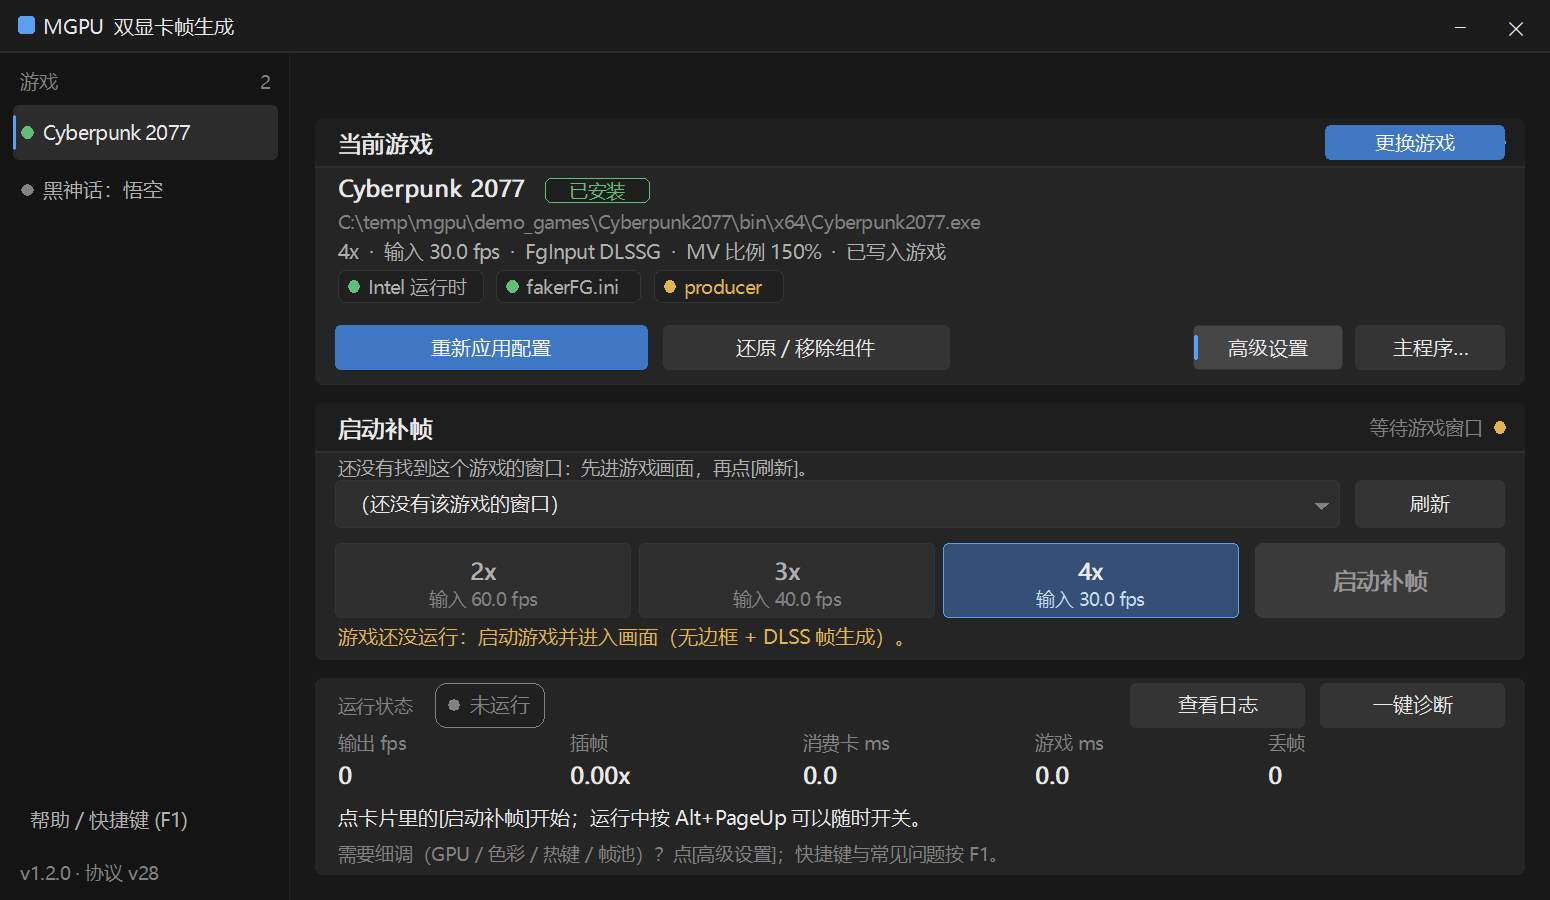 MGPU 双显卡帧生成
游戏 2
Cyberpunk 2077
黑神话：悟空
帮助 / 快捷键 (F1)
v1.2.0 · 协议 v28
当前游戏
更换游戏
Cyberpunk 2077 已安装
C:\temp\mgpu\demo_games\Cyberpunk2077\bin\x64\Cyberpunk2077.exe
4x · 输入 30.0 fps · FgInput DLSSG · MV 比例 150% · 已写入游戏
Intel 运行时 fakerFG.ini producer
重新应用配置 还原 / 移除组件 高级设置 主程序...
启动补帧 等待游戏窗口
还没有找到这个游戏的窗口：先进游戏画面，再点[刷新]。
（还没有该游戏的窗口） 刷新
2x 3x 4x
输入 60.0 fps 输入 40.0 fps 输入 30.0 fps
启动补帧
游戏还没运行：启动游戏并进入画面（无边框 + DLSS 帧生成）。
运行状态 未运行 查看日志 一键诊断
输出 fps 插帧 消费卡 ms 游戏 ms 丢帧
0 0.00x 0.0 0.0 0
点卡片里的[启动补帧]开始；运行中按 Alt+PageUp 可以随时开关。
需要细调（GPU / 色彩 / 热键 / 帧池）？点[高级设置]；快捷键与常见问题按 F1。